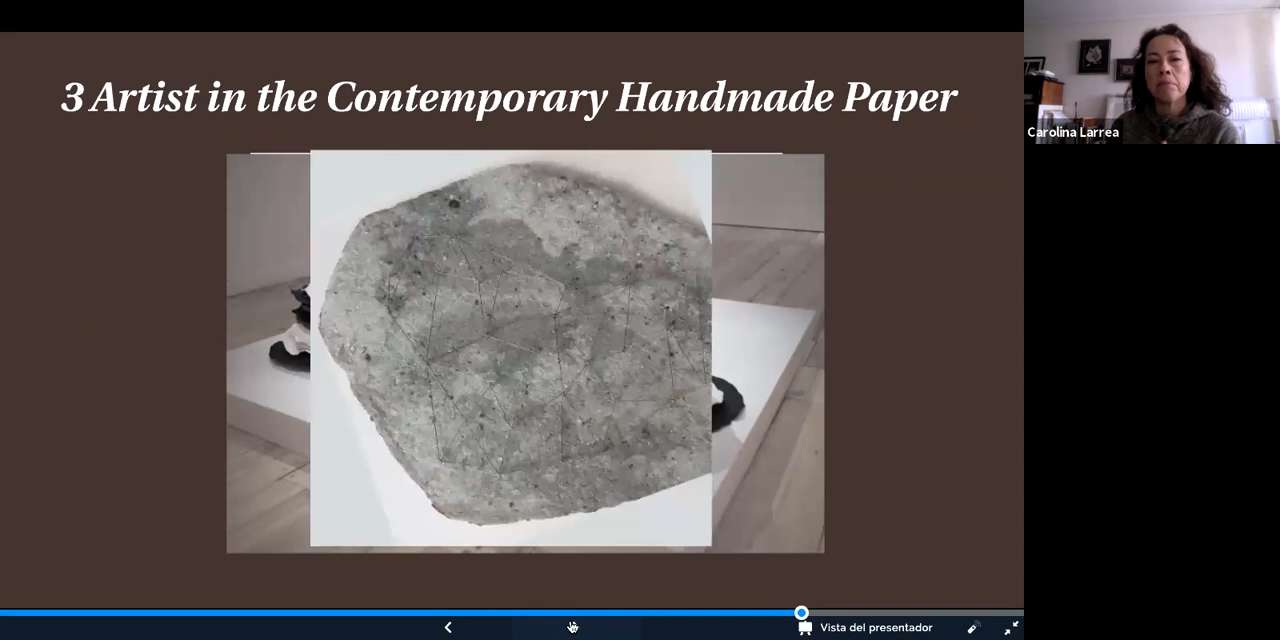 3 Artist in the Contemporary Handmade Paper
Carolina Larrea
Vista del presentador